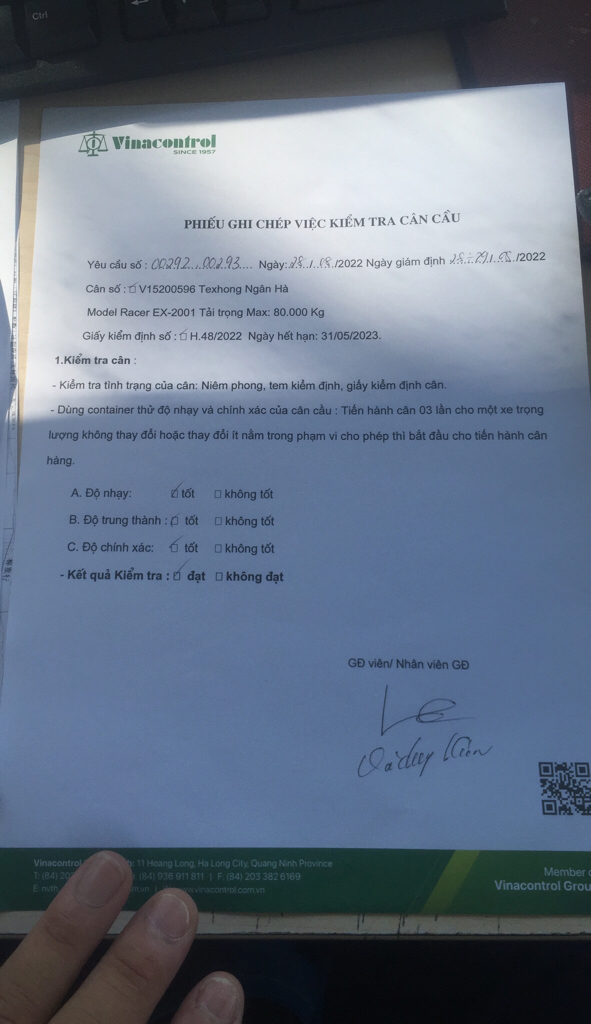 Ctrl
Vinacontrol
SINCE 1957
PHIẾU GHI CHÉP VIỆC KIỂM TRA CÂN CẦU
Yêu cầu số : 00292..00293.... Ngày: 28./.08./2022 Ngày giám định 28÷29/.08./2022
Cân số : ☑ V15200596 Texhong Ngân Hà
Model Racer EX-2001 Tải trọng Max: 80.000 Kg
Giấy kiểm định số : ☑ H.48/2022 Ngày hết hạn: 31/05/2023.
1.Kiểm tra cân :
- Kiểm tra tình trạng của cân: Niêm phong, tem kiểm định, giấy kiểm định cân.
- Dùng container thử độ nhạy và chính xác của cân cầu : Tiến hành cân 03 lần cho một xe trọng
lượng không thay đổi hoặc thay đổi ít nằm trong phạm vi cho phép thì bắt đầu cho tiến hành cân
hàng.
A. Độ nhạy: ☑ tốt ☐ không tốt
B. Độ trung thành : ☑ tốt ☐ không tốt
C. Độ chính xác: ☑ tốt ☐ không tốt
- Kết quả Kiểm tra : ☑ đạt ☐ không đạt
GĐ viên/ Nhân viên GĐ
Vinacontrol h: 11 Hoang Long, Ha Long City, Quang Ninh Province
T: (84) 20 (84) 936 911 811 | F. (84) 203 382 6169
E: .vn | .vinacontrol.com.vn
Member
Vinacontrol Grou